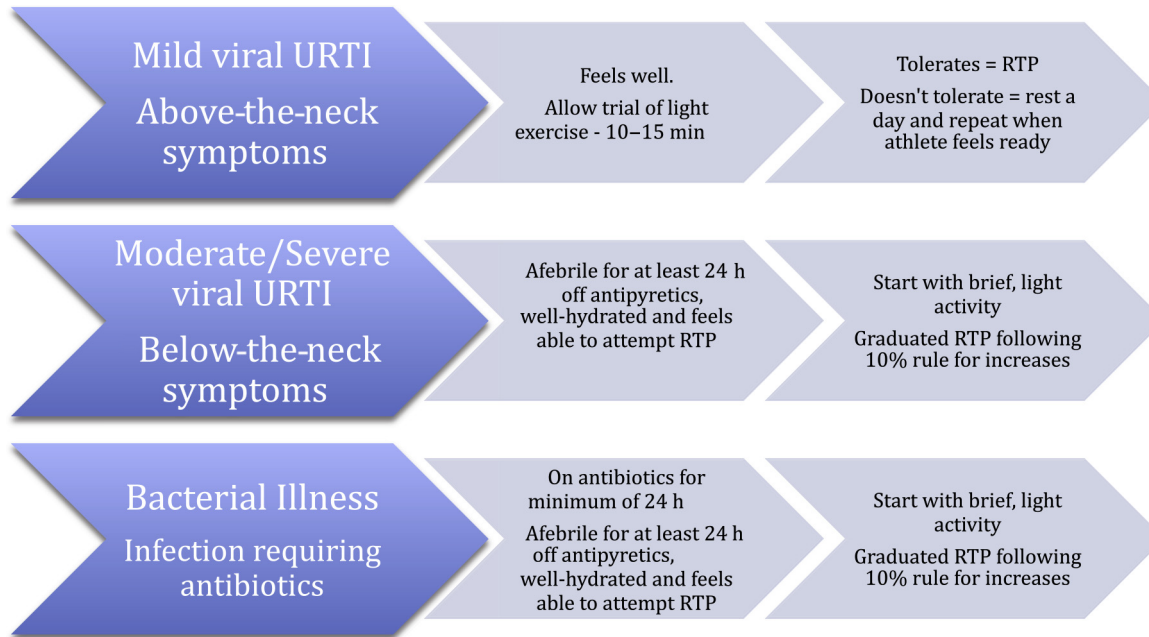 Mild viral URTI
Above-the-neck
symptoms
Feels well.
Allow trial of light
exercise - 10–15 min
Tolerates = RTP
Doesn't tolerate = rest a
day and repeat when
athlete feels ready
Moderate/Severe
viral URTI
Below-the-neck
symptoms
Afebrile for at least 24 h
off antipyretics,
well-hydrated and feels
able to attempt RTP
Start with brief, light
activity
Graduated RTP following
10% rule for increases
Bacterial Illness
Infection requiring
antibiotics
On antibiotics for
minimum of 24 h
Afebrile for at least 24 h
off antipyretics,
well-hydrated and feels
able to attempt RTP
Start with brief, light
activity
Graduated RTP following
10% rule for increases